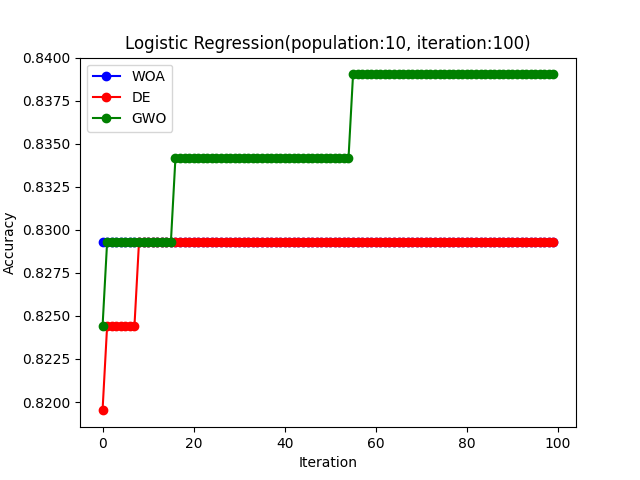 Logistic Regression(population:10, iteration:100)
0.8400
0.8375
0.8350
0.8325
0.8300
0.8275
0.8250
0.8225
0.8200
Accuracy
WOA
DE
GWO
0 20 40 60 80 100
Iteration